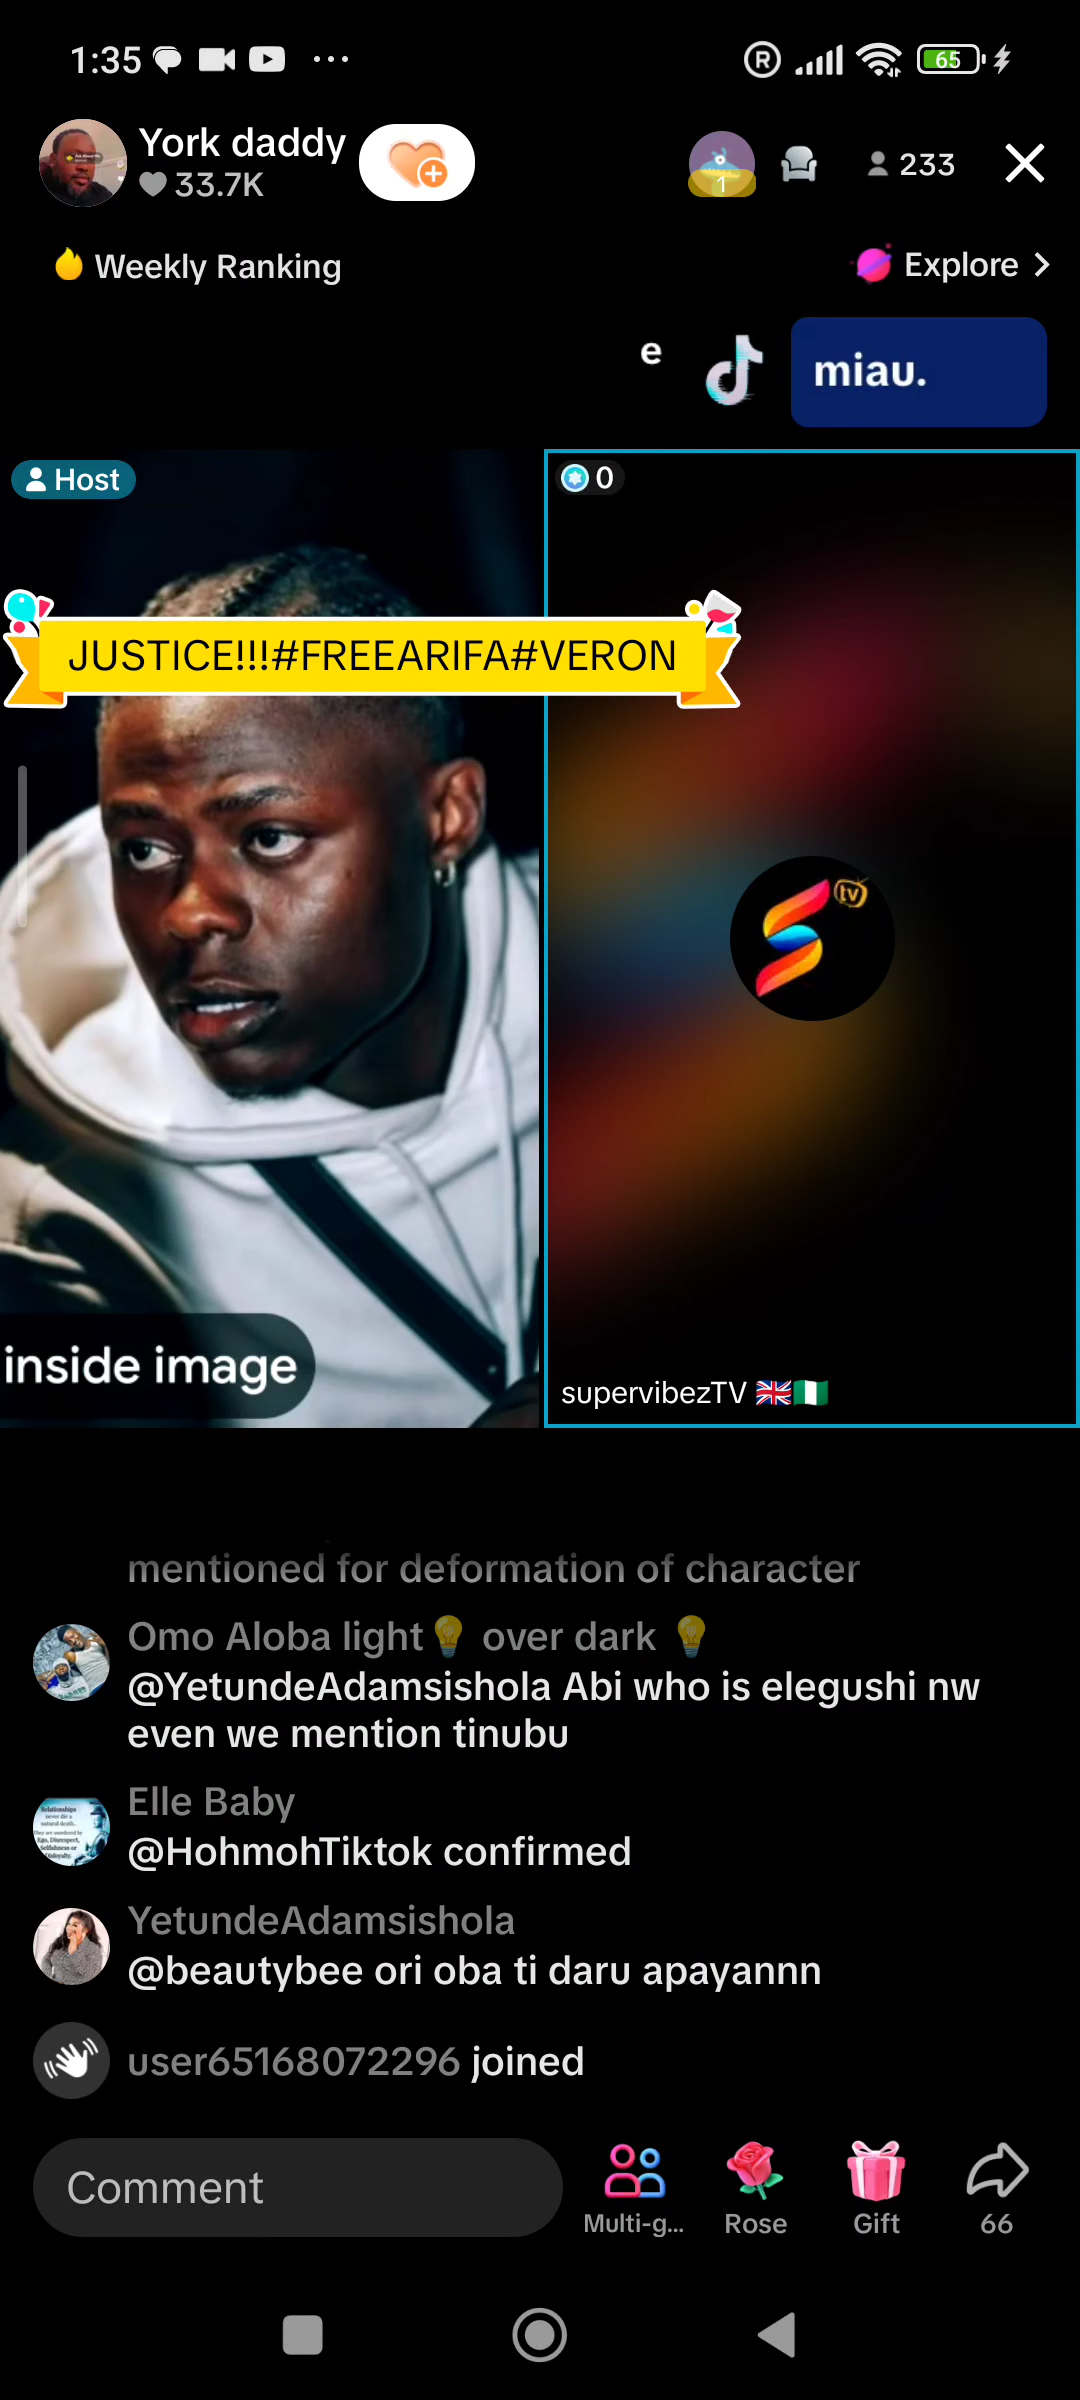 1:35
R
65
York daddy
33.7K
1
233
Weekly Ranking
Explore
e
miau.
Host
0
JUSTICE!!!#FREEARIFA#VERON
tv
inside image
supervibezTV 🇬🇧🇳🇬
mentioned for deformation of character
Omo Aloba light💡 over dark 💡
@YetundeAdamsishola Abi who is elegushi nw
even we mention tinubu
Elle Baby
@HohmohTiktok confirmed
YetundeAdamsishola
@beautybee ori oba ti daru apayannn
user65168072296 joined
Comment
Multi-g...
Rose
Gift
66